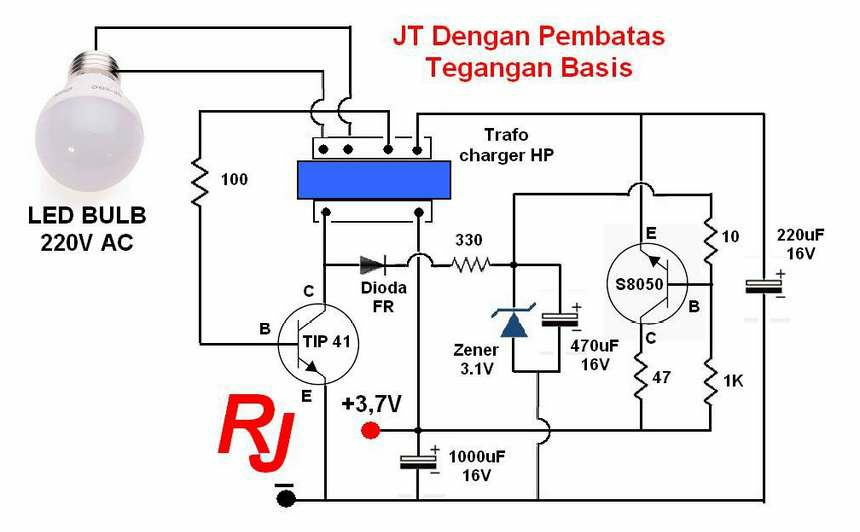 JT Dengan Pembatas
Tegangan Basis
LED BULB
220V AC
100
Trafo
charger HP
330
Dioda
FR
C
B
TIP 41
E
Zener
3.1V
+
−
470uF
16V
E
S8050
B
C
10
1K
47
220uF
16V
+
−
RJ
+3,7V
+
−
1000uF
16V
−